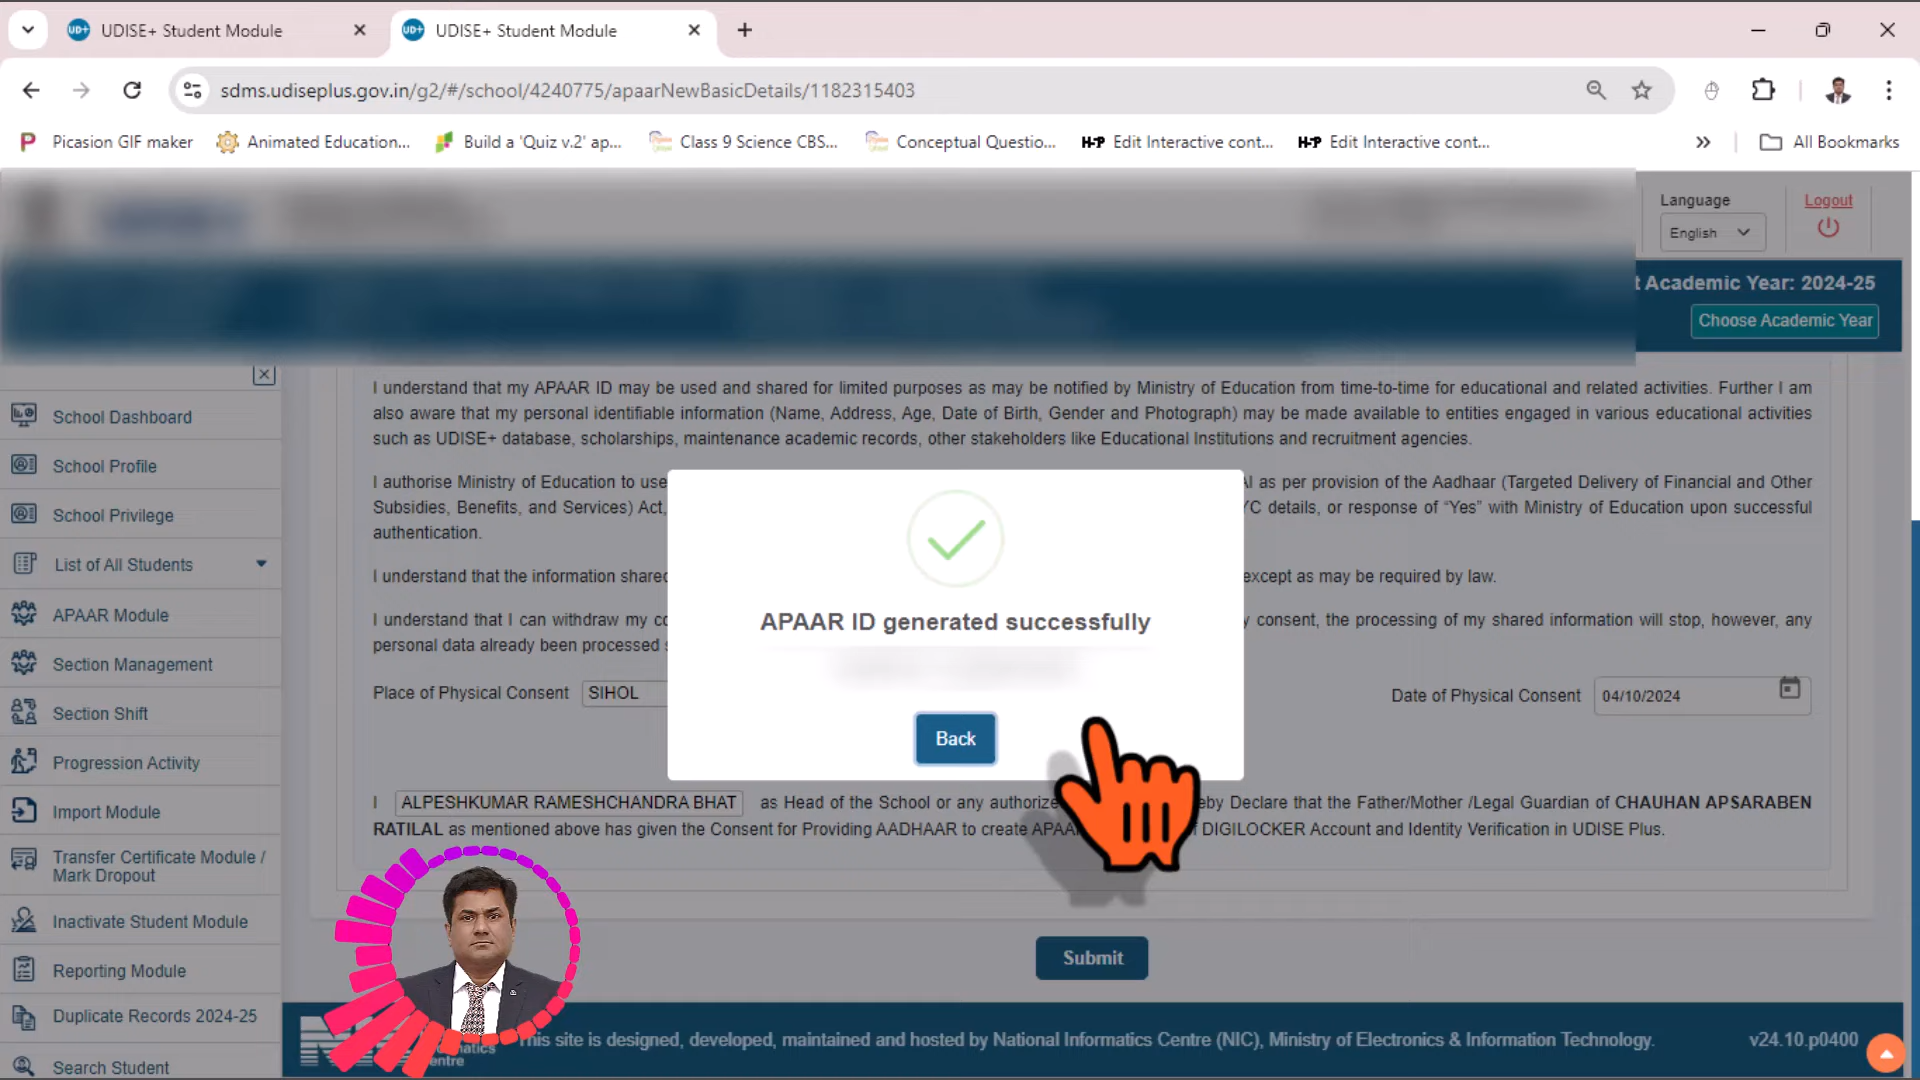 UDISE+ Student Module
UDISE+ Student Module
sdms.udiseplus.gov.in/g2/#/school/4240775/apaarNewBasicDetails/1182315403
Picasion GIF maker
Animated Education...
Build a 'Quiz v.2' ap...
Class 9 Science CBS...
Conceptual Questio...
H-P Edit Interactive cont...
H-P Edit Interactive cont...
All Bookmarks
Language
English
Logout
Academic Year: 2024-25
Choose Academic Year
School Dashboard
School Profile
School Privilege
List of All Students
APAAR Module
Section Management
Section Shift
Progression Activity
Import Module
Transfer Certificate Module /
Mark Dropout
Inactivate Student Module
Reporting Module
Duplicate Records 2024-25
Search Student
I understand that my APAAR ID may be used and shared for limited purposes as may be notified by Ministry of Education from time-to-time for educational and related activities. Further I am
also aware that my personal identifiable information (Name, Address, Age, Date of Birth, Gender and Photograph) may be made available to entities engaged in various educational activities
such as UDISE+ database, scholarships, maintenance academic records, other stakeholders like Educational Institutions and recruitment agencies.
I authorise Ministry of Education to use AI as per provision of the Aadhaar (Targeted Delivery of Financial and Other
Subsidies, Benefits, and Services) Act, YC details, or response of “Yes” with Ministry of Education upon successful
authentication.
I understand that the information shared except as may be required by law.
I understand that I can withdraw my co y consent, the processing of my shared information will stop, however, any
personal data already been processed
Place of Physical Consent SIHOL
Date of Physical Consent 04/10/2024
APAAR ID generated successfully
Back
I ALPESHKUMAR RAMESHCHANDRA BHAT as Head of the School or any authorize eby Declare that the Father/Mother /Legal Guardian of CHAUHAN APSARABEN
RATILAL as mentioned above has given the Consent for Providing AADHAAR to create APAA DIGILOCKER Account and Identity Verification in UDISE Plus.
Submit
This site is designed, developed, maintained and hosted by National Informatics Centre (NIC), Ministry of Electronics & Information Technology.
v24.10.p0400